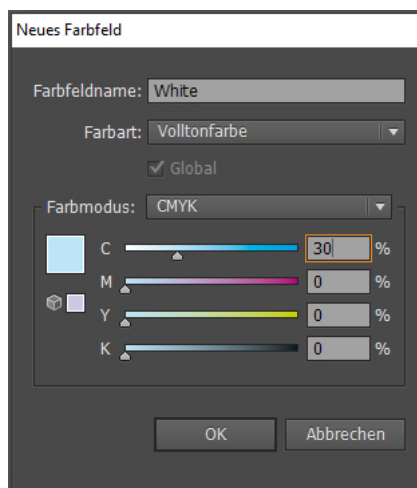 Neues Farbfeld
Farbfeldname: White
Farbart: Volltonfarbe
Global
Farbmodus: CMYK
C 30 %
M 0 %
Y 0 %
K 0 %
OK Abbrechen